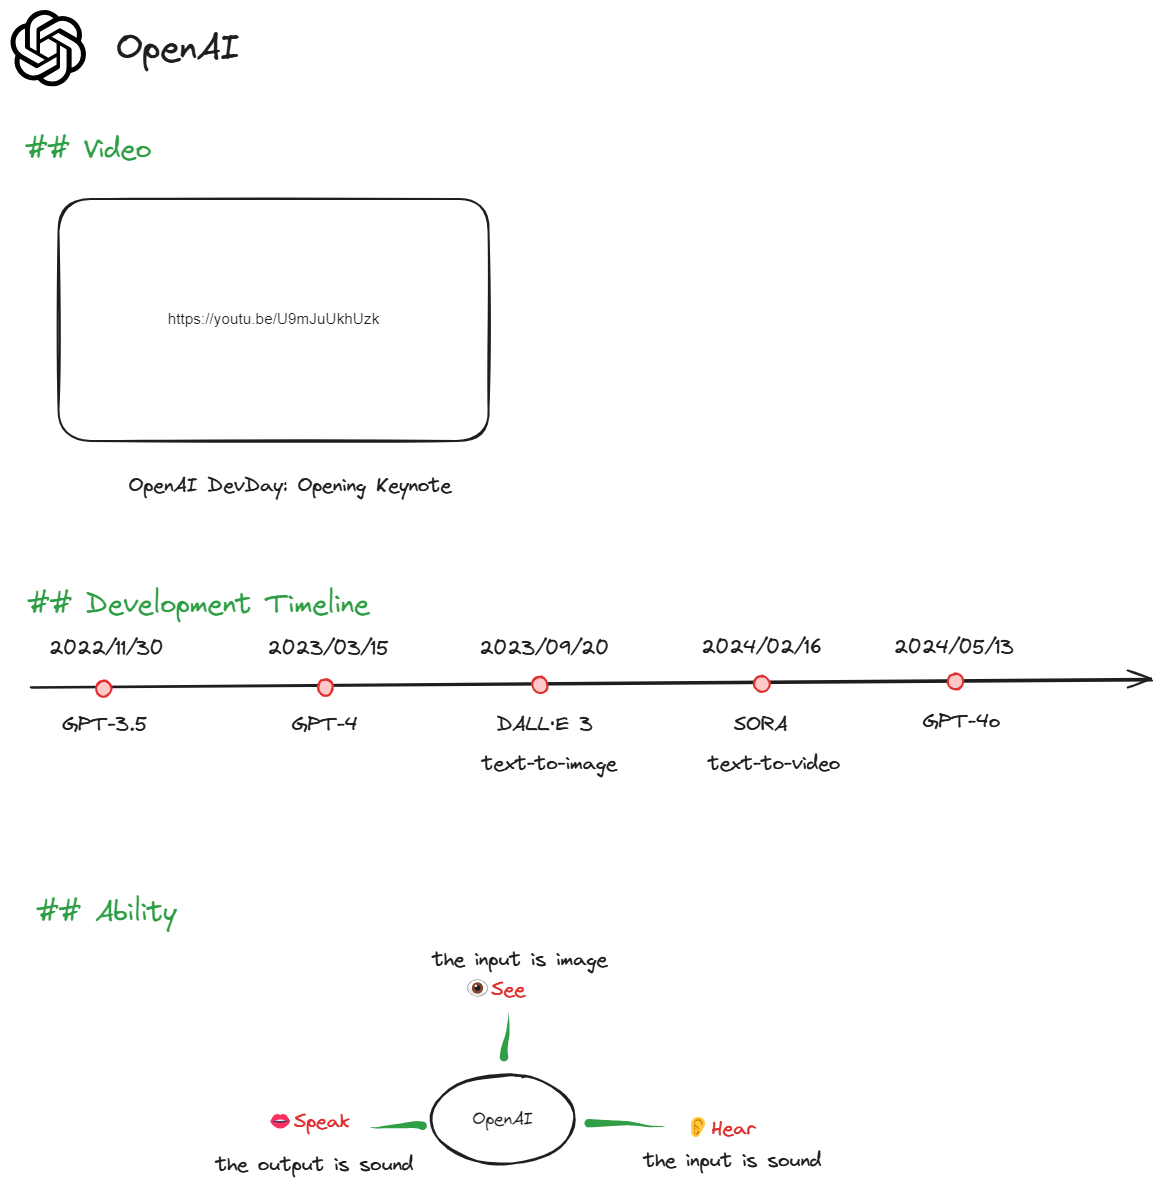 OpenAI
## Video
https://youtu.be/U9mJuUkhUzk
OpenAI DevDay: Opening Keynote
## Development Timeline
2022/11/30
2023/03/15
2023/09/20
2024/02/16
2024/05/13
GPT-3.5
GPT-4
DALL·E 3
SORA
GPT-4o
text-to-image
text-to-video
## Ability
the input is image
See
OpenAI
Speak
the output is sound
Hear
the input is sound